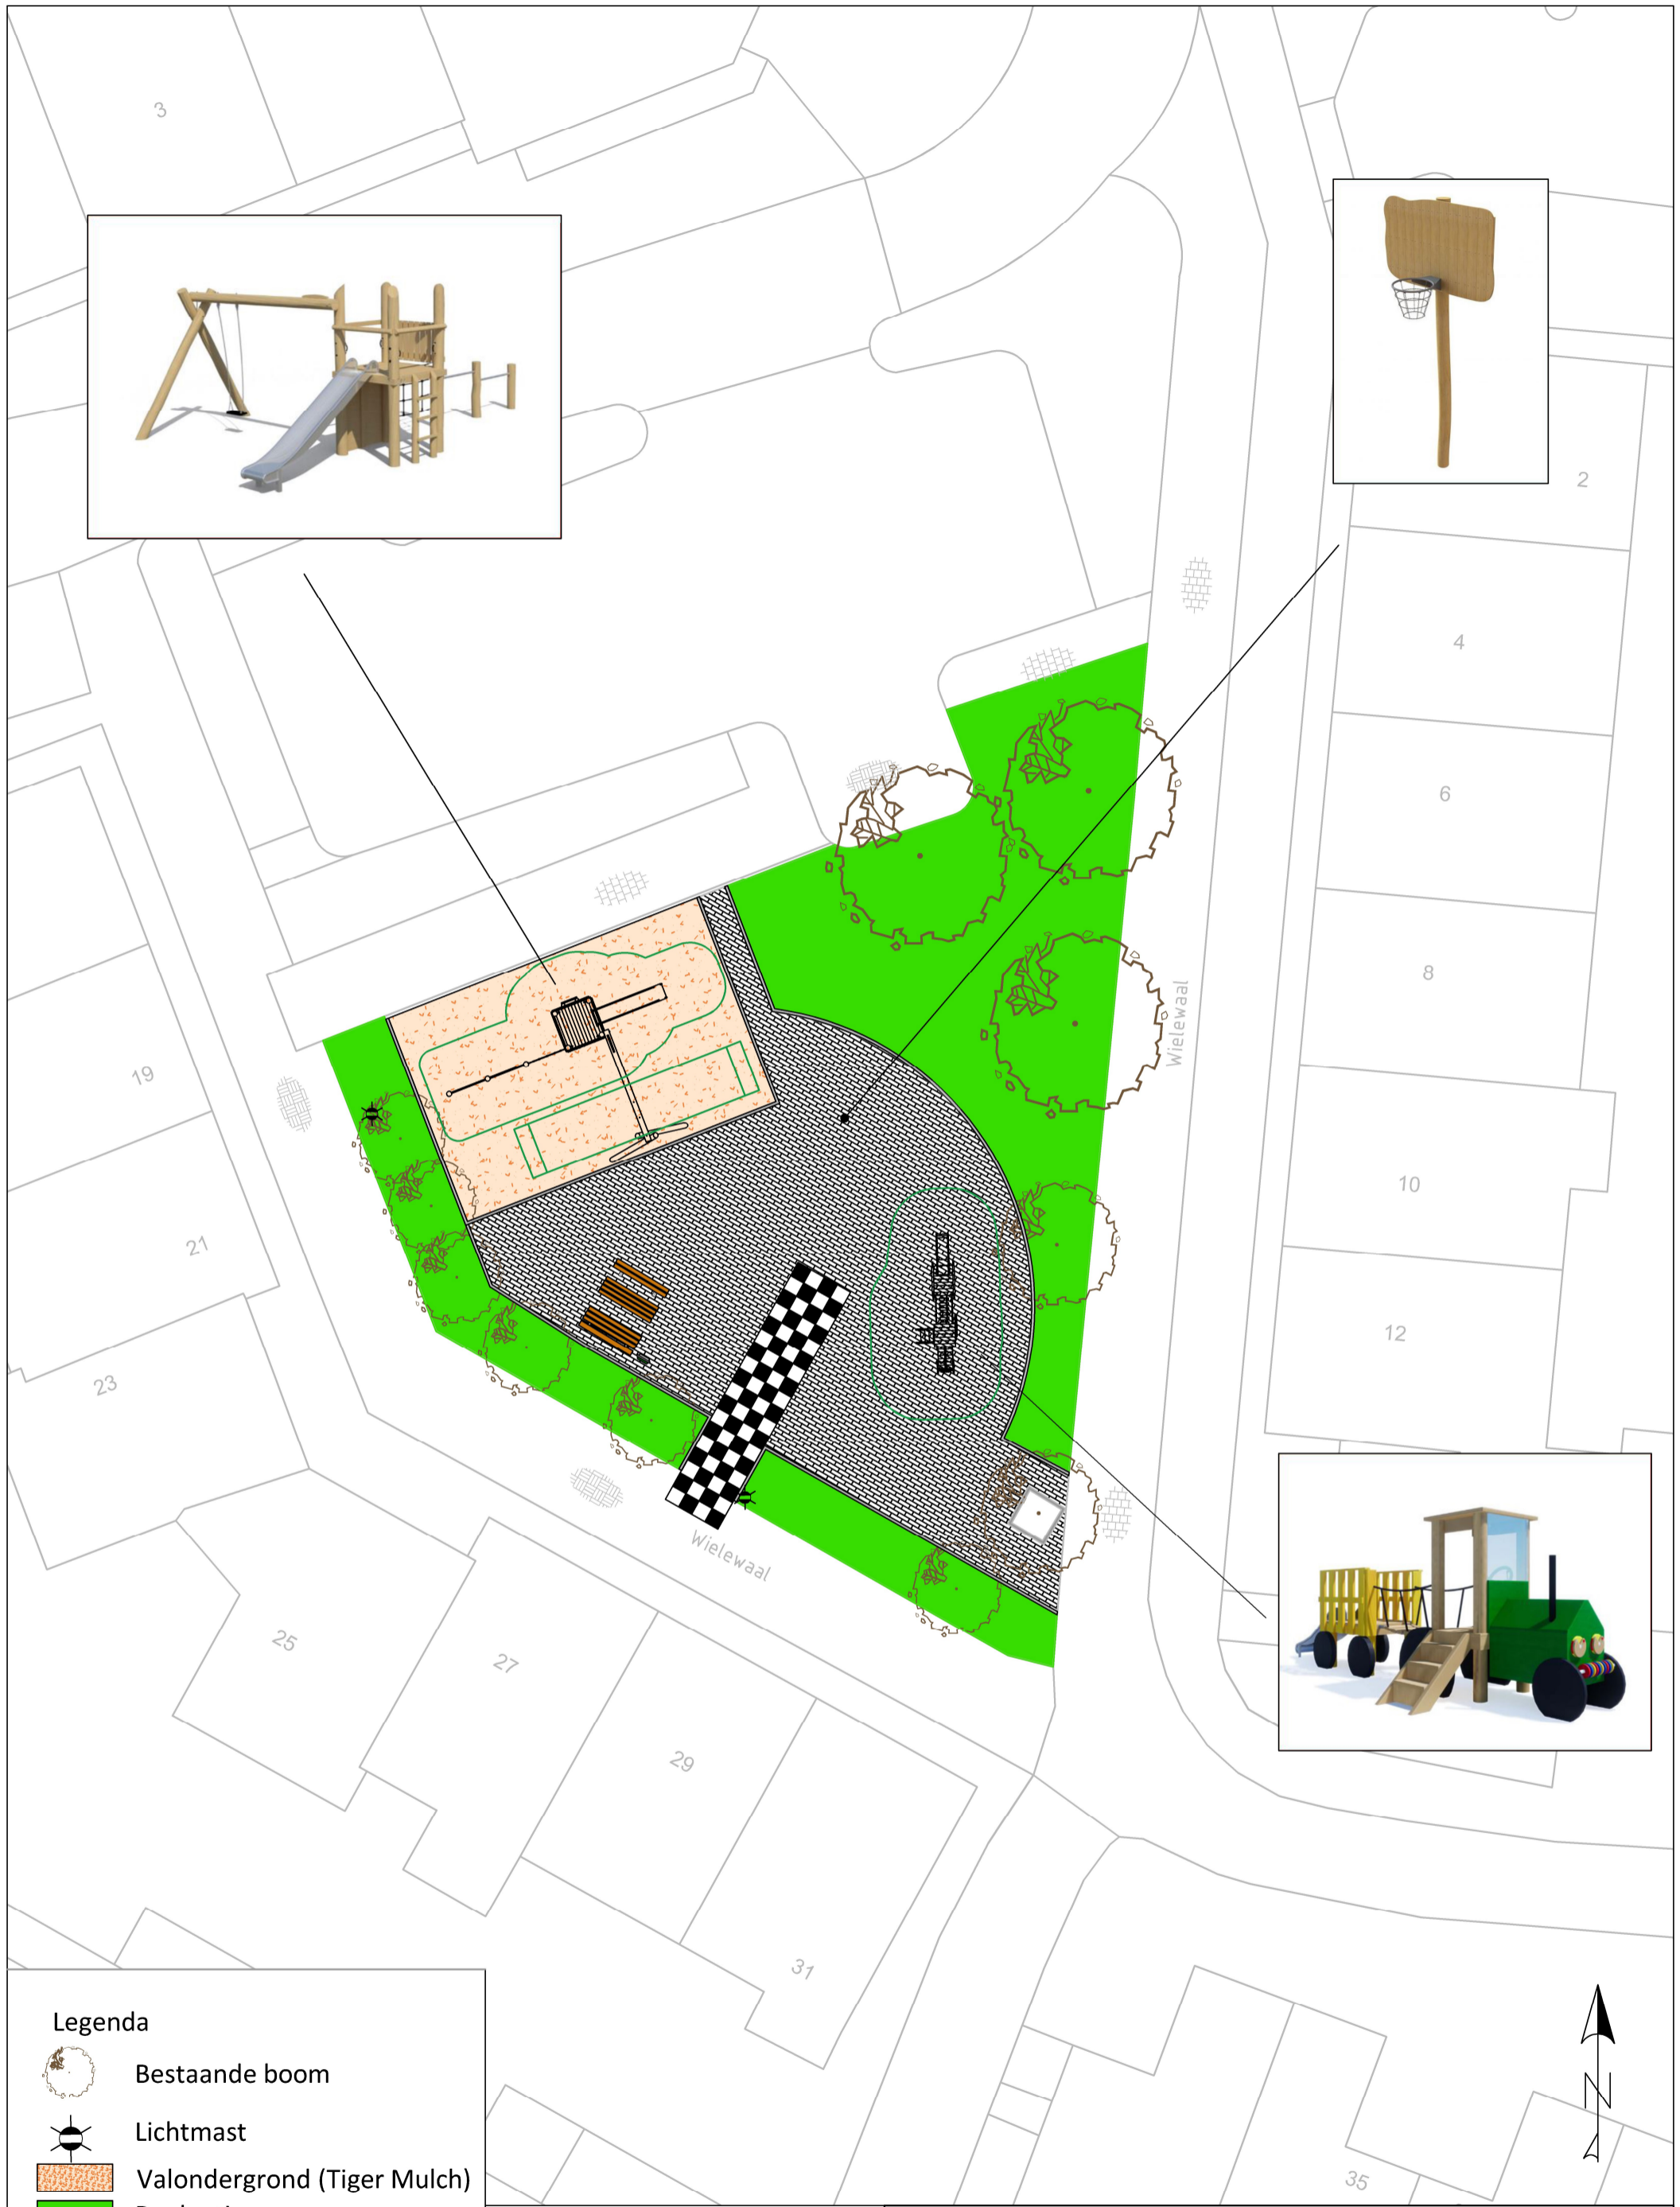 3
2
4
6
8
Wielewaal
19
10
21
12
23
Wielewaal
25
27
29
31
Legenda
Bestaande boom
Lichtmast
N
Valondergrond (Tiger Mulch)
35